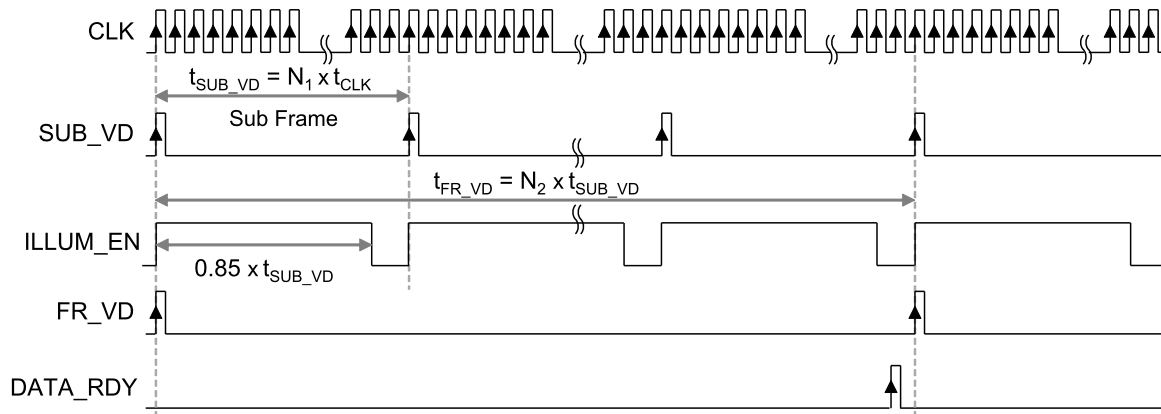 CLK
t_SUB_VD = N_1 x t_CLK
Sub Frame
SUB_VD
t_FR_VD = N_2 x t_SUB_VD
ILLUM_EN
0.85 x t_SUB_VD
FR_VD
DATA_RDY